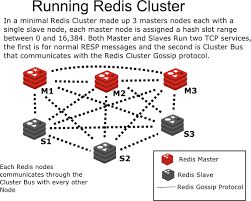 Running Redis Cluster
In a minimal Redis Cluster made up 3 masters nodes each with a
single slave node, each master node is assigned a hash slot range
between 0 and 16,384. Both Master and Slaves Run two TCP services,
the first is for normal RESP messages and the second is Cluster Bus
that communicates with the Redis Cluster Gossip protocol.
M1
M2
M3
S1
S2
S3
Each Redis nodes
communicates through the
Cluster Bus with every other
Node
Redis Master
Redis Slave
Redis Gossip Protocol